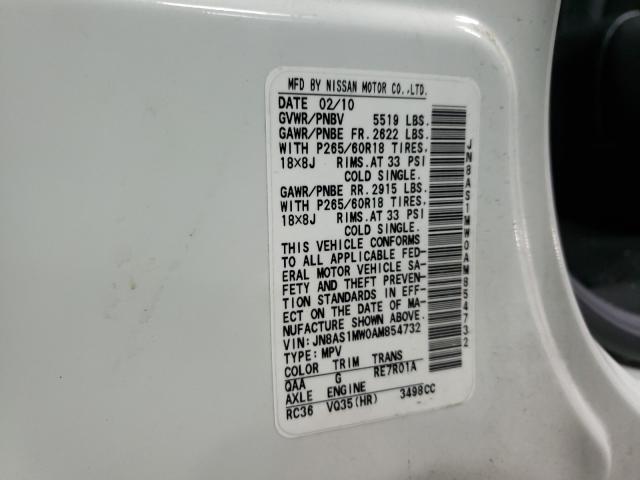 MFD BY NISSAN MOTOR CO.,LTD.
DATE 02/10
GVWR/PNBV 5519 LBS.
GAWR/PNBE FR. 2622 LBS.
WITH P265/60R18 TIRES.
18×8J RIMS. AT 33 PSI
COLD SINGLE.
GAWR/PNBE RR. 2915 LBS.
WITH P265/60R18 TIRES.
18×8J RIMS. AT 33 PSI
COLD SINGLE.
THIS VEHICLE CONFORMS
TO ALL APPLICABLE FED-
ERAL MOTOR VEHICLE SA-
FETY AND THEFT PREVEN-
TION STANDARDS IN EFF-
ECT ON THE DATE OF MA-
NUFACTURE SHOWN ABOVE.
VIN: JN8AS1MW0AM854732
TYPE: MPV
COLOR TRIM TRANS
QAA G RE7R01A
AXLE ENGINE
RC36 VQ35(HR) 3498CC
JN8AS1MW0AM854732